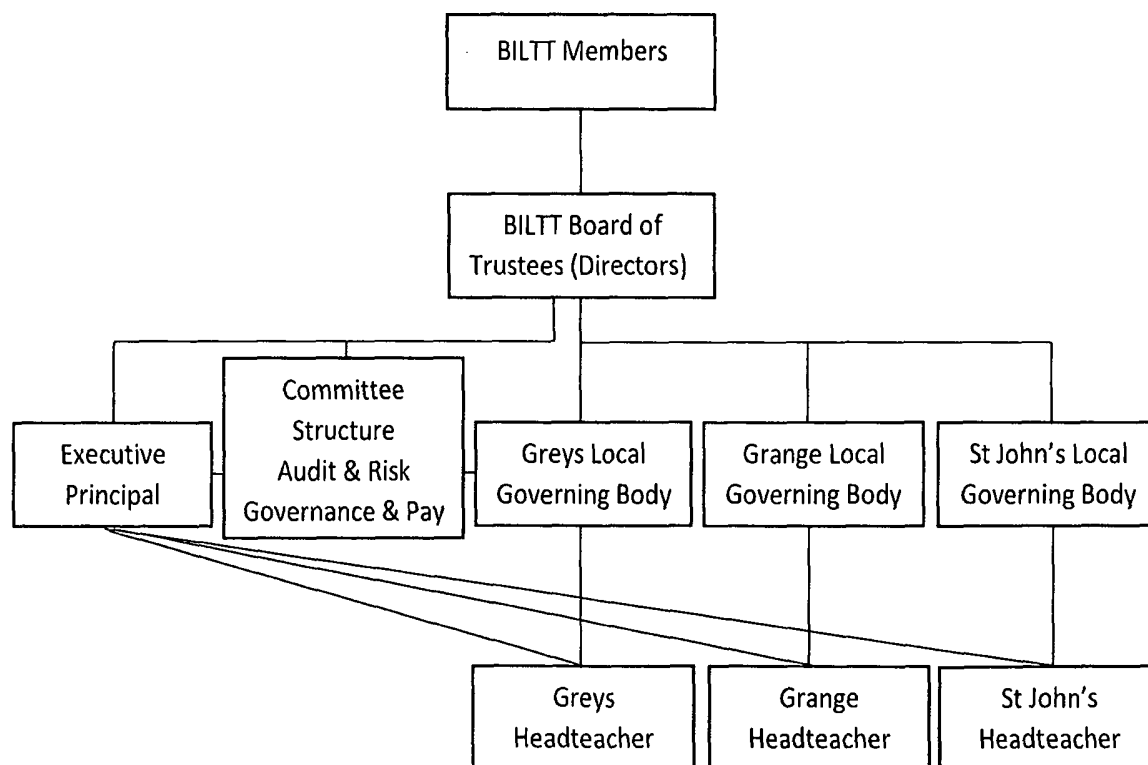 BILTT Members
BILTT Board of
Trustees (Directors)
Executive
Principal
Committee
Structure
Audit & Risk
Governance & Pay
Greys Local
Governing Body
Grange Local
Governing Body
St John's Local
Governing Body
Greys
Headteacher
Grange
Headteacher
St John's
Headteacher